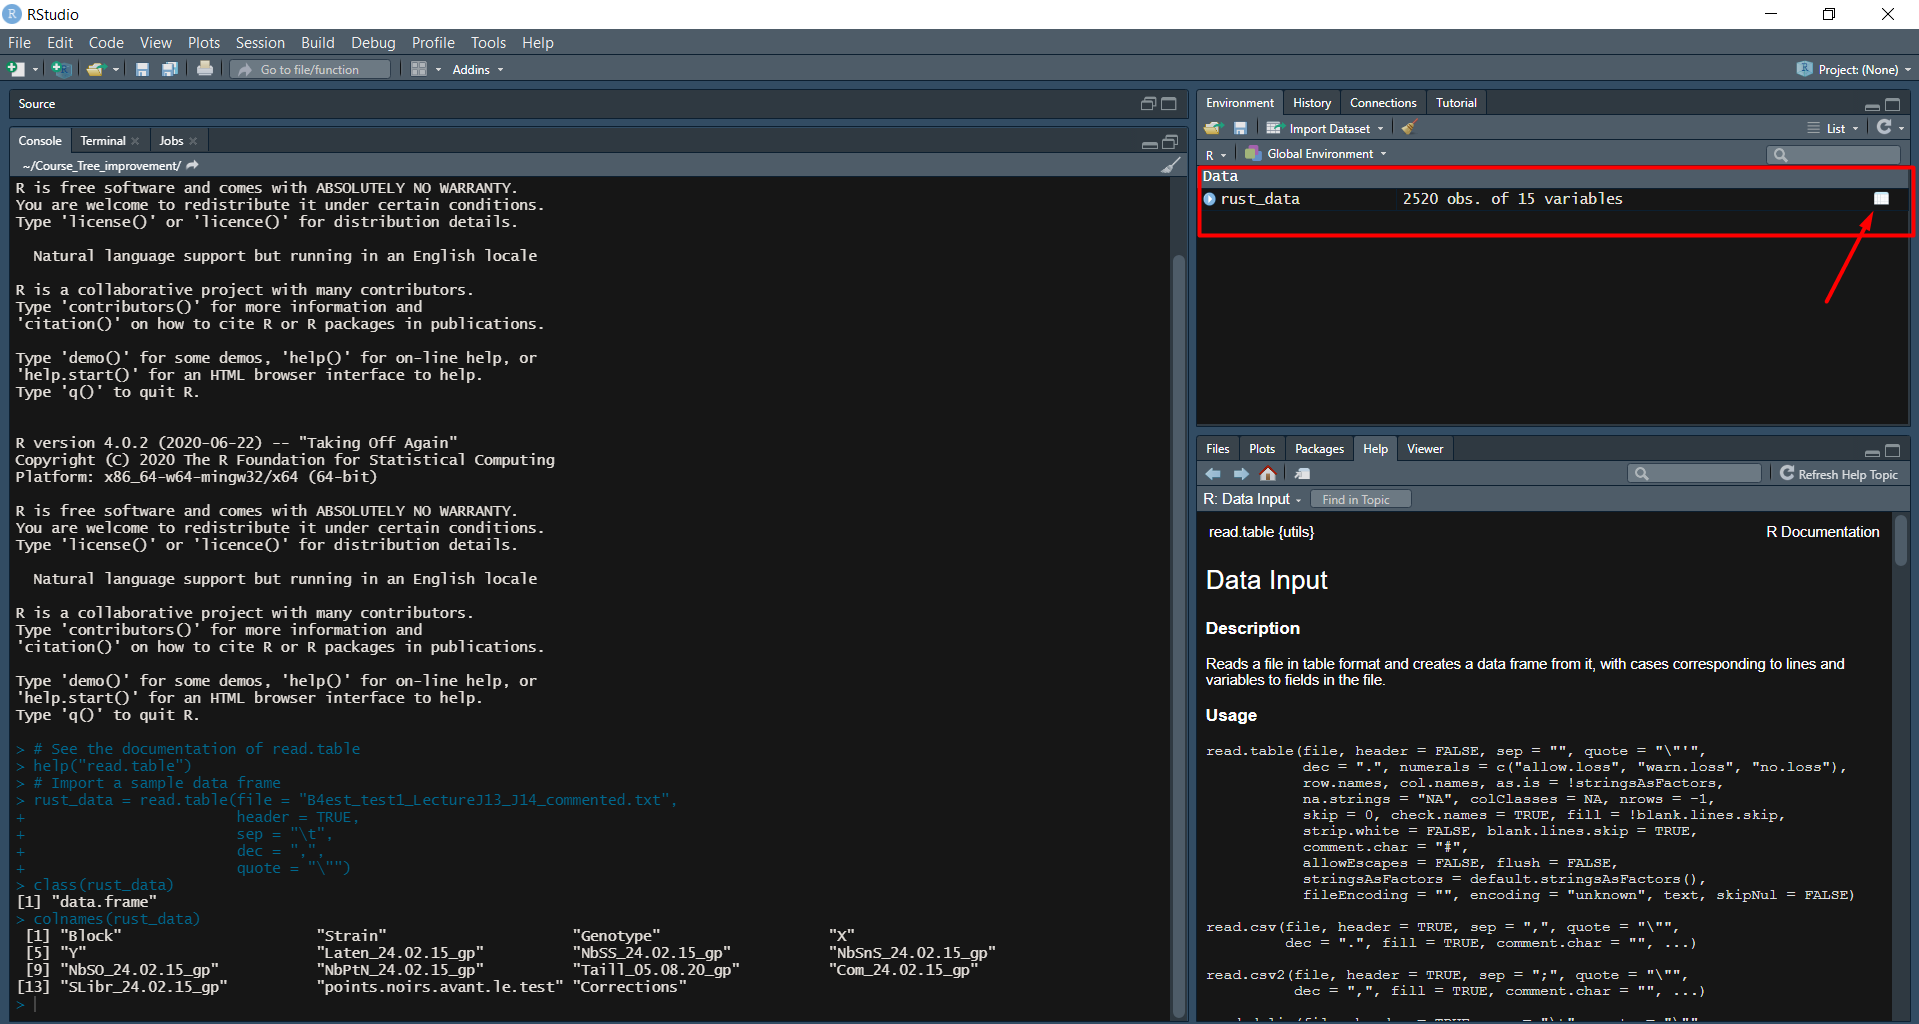 RStudio
File Edit Code View Plots Session Build Debug Profile Tools Help
Go to file/function Addins Project: (None)
Source
Console Terminal Jobs
~/Course_Tree_improvement/
R is free software and comes with ABSOLUTELY NO WARRANTY.
You are welcome to redistribute it under certain conditions.
Type 'license()' or 'licence()' for distribution details.
Natural language support but running in an English locale
R is a collaborative project with many contributors.
Type 'contributors()' for more information and
'citation()' on how to cite R or R packages in publications.
Type 'demo()' for some demos, 'help()' for on-line help, or
'help.start()' for an HTML browser interface to help.
Type 'q()' to quit R.
R version 4.0.2 (2020-06-22) -- "Taking Off Again"
Copyright (C) 2020 The R Foundation for Statistical Computing
Platform: x86_64-w64-mingw32/x64 (64-bit)
R is free software and comes with ABSOLUTELY NO WARRANTY.
You are welcome to redistribute it under certain conditions.
Type 'license()' or 'licence()' for distribution details.
Natural language support but running in an English locale
R is a collaborative project with many contributors.
Type 'contributors()' for more information and
'citation()' on how to cite R or R packages in publications.
Type 'demo()' for some demos, 'help()' for on-line help, or
'help.start()' for an HTML browser interface to help.
Type 'q()' to quit R.
> # See the documentation of read.table
> help("read.table")
> # Import a sample data frame
> rust_data = read.table(file = "B4est_test1_LectureJ13_J14_commented.txt",
+ header = TRUE,
+ sep = "\t",
+ dec = ",",
+ quote = "\"")
> class(rust_data)
[1] "data.frame"
> colnames(rust_data)
[1] "Block" "Strain" "Genotype" "X"
[5] "Y" "Laten_24.02.15_gp" "NbSS_24.02.15_gp" "NbSnS_24.02.15_gp"
[9] "NbSO_24.02.15_gp" "NbPtN_24.02.15_gp" "Taill_05.08.20_gp" "Com_24.02.15_gp"
[13] "SLibr_24.02.15_gp" "points.noirs.avant.le.test" "Corrections"
>
Environment History Connections Tutorial
Import Dataset List
R Global Environment
Data
rust_data 2520 obs. of 15 variables
Files Plots Packages Help Viewer
Refresh Help Topic
R: Data Input Find in Topic
read.table {utils} R Documentation
Data Input
Description
Reads a file in table format and creates a data frame from it, with cases corresponding to lines and
variables to fields in the file.
Usage
read.table(file, header = FALSE, sep = "", quote = "\"'",
dec = ".", numerals = c("allow.loss", "warn.loss", "no.loss"),
row.names, col.names, as.is = !stringsAsFactors,
na.strings = "NA", colClasses = NA, nrows = -1,
skip = 0, check.names = TRUE, fill = !blank.lines.skip,
strip.white = FALSE, blank.lines.skip = TRUE,
comment.char = "#",
allowEscapes = FALSE, flush = FALSE,
stringsAsFactors = default.stringsAsFactors(),
fileEncoding = "", encoding = "unknown", text, skipNul = FALSE)
read.csv(file, header = TRUE, sep = ",", quote = "\"",
dec = ".", fill = TRUE, comment.char = "", ...)
read.csv2(file, header = TRUE, sep = ";", quote = "\"",
dec = ",", fill = TRUE, comment.char = "", ...)